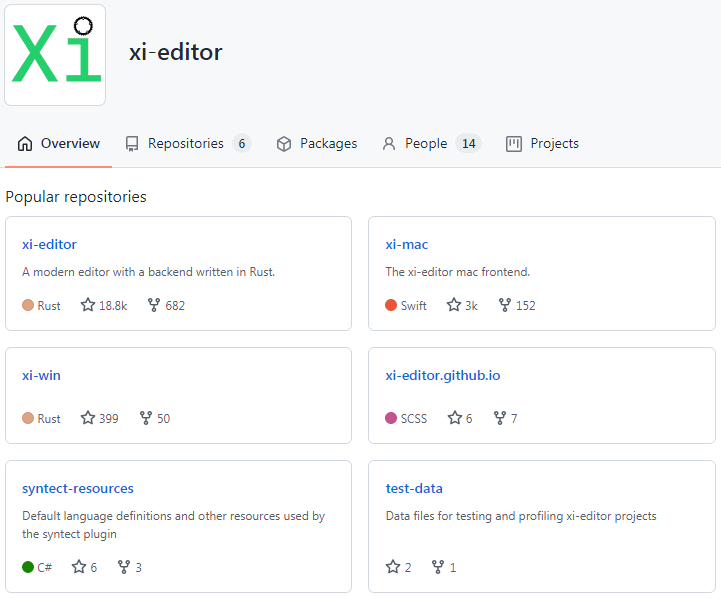 Xi
xi-editor
Overview Repositories 6 Packages People 14 Projects
Popular repositories
xi-editor
A modern editor with a backend written in Rust.
Rust 18.8k 682
xi-mac
The xi-editor mac frontend.
Swift 3k 152
xi-win
Rust 399 50
xi-editor.github.io
SCSS 6 7
syntect-resources
Default language definitions and other resources used by
the syntect plugin
C# 6 3
test-data
Data files for testing and profiling xi-editor projects
2 1